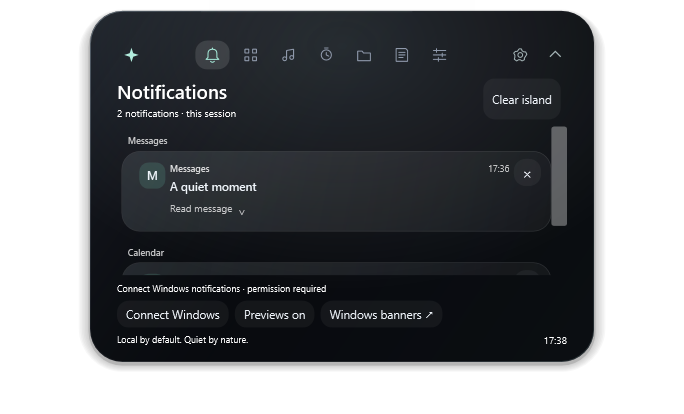 Notifications
2 notifications · this session
Clear island
Messages
M
Messages
17:36
A quiet moment
Read message
Calendar
Connect Windows notifications · permission required
Connect Windows
Previews on
Windows banners ↗
Local by default. Quiet by nature.
17:38